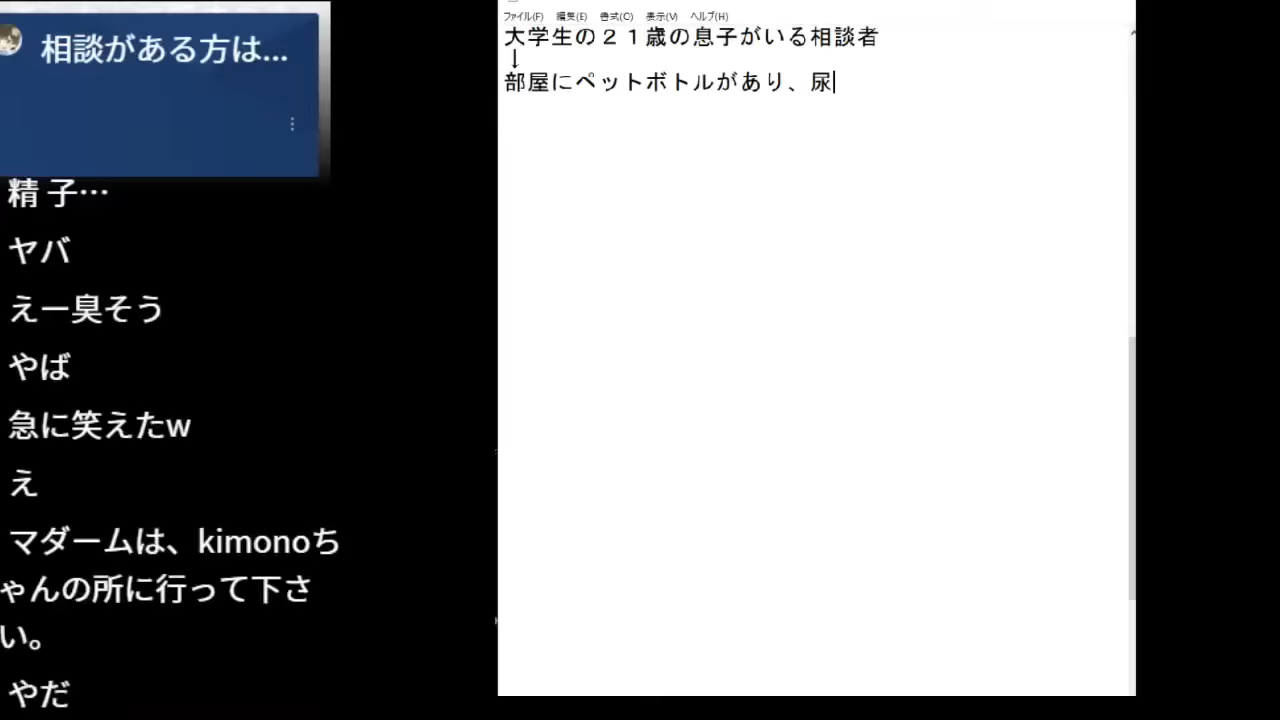 相談がある方は...
精 子…
ヤバ
えー臭そう
やば
急に笑えたw
え
マダームは、kimonoち
ゃんの所に行って下さ
い。
やだ
ファイル(F) 編集(E) 書式(O) 表示(V) ヘルプ(H)
大学生の２１歳の息子がいる相談者
↓
部屋にペットボトルがあり、尿